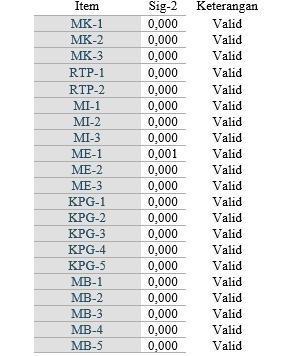 Item Sig-2 Keterangan
MK-1 0,000 Valid
MK-2 0,000 Valid
MK-3 0,000 Valid
RTP-1 0,000 Valid
RTP-2 0,000 Valid
MI-1 0,000 Valid
MI-2 0,000 Valid
MI-3 0,000 Valid
ME-1 0,001 Valid
ME-2 0,000 Valid
ME-3 0,000 Valid
KPG-1 0,000 Valid
KPG-2 0,000 Valid
KPG-3 0,000 Valid
KPG-4 0,000 Valid
KPG-5 0,000 Valid
MB-1 0,000 Valid
MB-2 0,000 Valid
MB-3 0,000 Valid
MB-4 0,000 Valid
MB-5 0,000 Valid